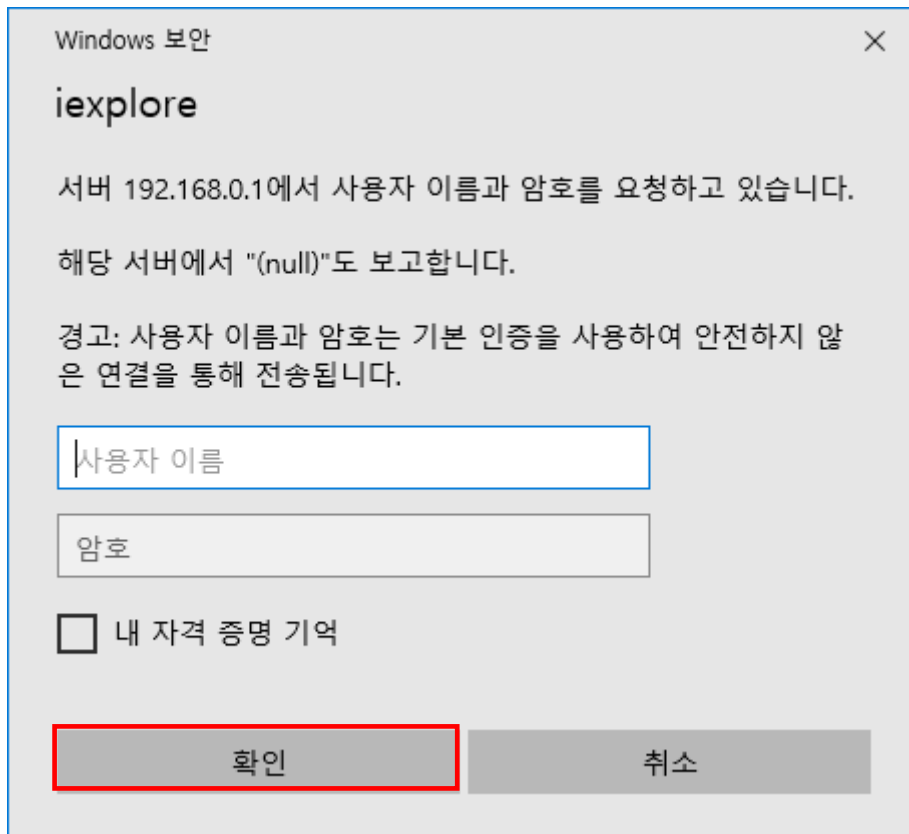 Windows 보안
iexplore
서버 192.168.0.1에서 사용자 이름과 암호를 요청하고 있습니다.
해당 서버에서 "(null)"도 보고합니다.
경고: 사용자 이름과 암호는 기본 인증을 사용하여 안전하지 않
은 연결을 통해 전송됩니다.
사용자 이름
암호
내 자격 증명 기억
확인 취소